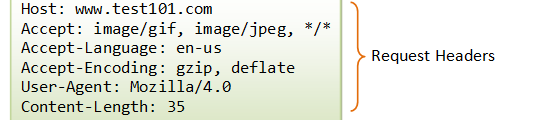 Host: www.test101.com
Accept: image/gif, image/jpeg, */*
Accept-Language: en-us
Accept-Encoding: gzip, deflate
User-Agent: Mozilla/4.0
Content-Length: 35
Request Headers